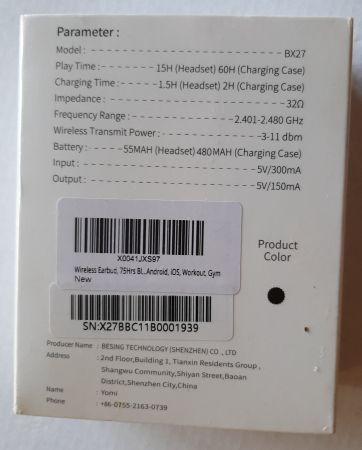 Parameter :
Model : BX27
Play Time : 15H (Headset) 60H (Charging Case)
Charging Time : 1.5H (Headset) 2H (Charging Case)
Impedance : 32Ω
Frequency Range : 2.401-2.480 GHz
Wireless Transmit Power : 3-11 dbm
Battery : 55MAH (Headset) 480MAH (Charging Case)
Input : 5V/300mA
Output : 5V/150mA
X0041JXS97
Wireless Earbud, 75Hrs Bl...Android, iOS, Workout, Gym
New
Product
Color
SN:X27BBC11B0001939
Producer Name : BESING TECHNOLOGY (SHENZHEN) CO ., LTD
Address : 2nd Floor,Building 1, Tianxin Residents Group ,
Shangwu Community,Shiyan Street,Baoan
District,Shenzhen City,China
Name : Yomi
Phone : +86-0755-2163-0739